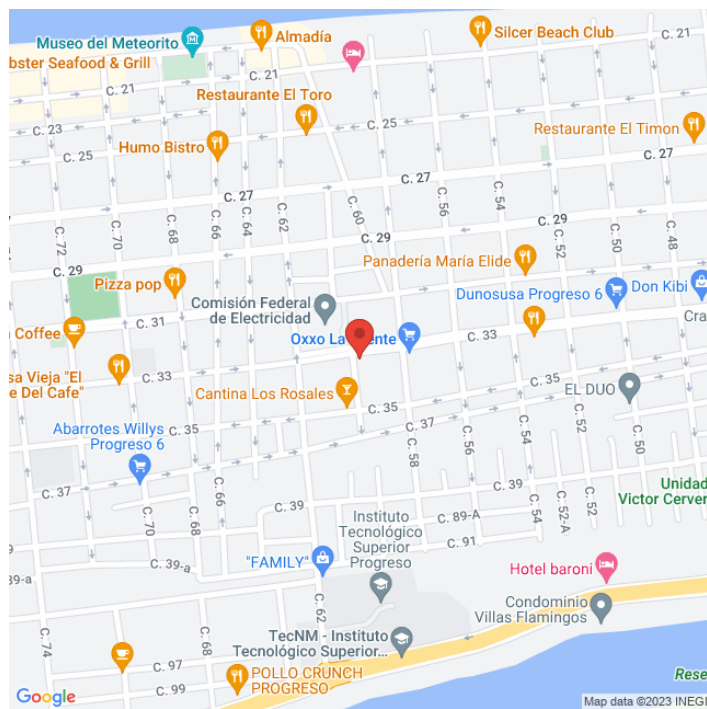 Museo del Meteorito
Almadía
Silcer Beach Club
bster Seafood & Grill
C. 21
C. 21
C. 21
Restaurante El Toro
C. 23
C. 25
C. 25
Restaurante El Timon
Humo Bistro
C. 27
C. 27
C. 27
C. 72
C. 70
C. 68
C. 66
C. 64
C. 62
C. 60
C. 56
C. 52
C. 50
C. 48
C. 29
C. 29
C. 29
Panadería María Elide
Pizza pop
Dunosusa Progreso 6
Don Kibi
Comisión Federal
de Electricidad
C. 31
Coffee
Cra
C. 33
C. 33
sa Vieja "El
e Del Cafe"
Cantina Los Rosales
C. 35
C. 35
EL DUO
Abarrotes Willys
Progreso 6
C. 37
C. 37
C. 58
C. 56
C. 54
C. 52
C. 50
C. 66
C. 39
C. 39
Unidad
Victor Cerver
C. 70
C. 68
C. 89-A
C. 54
C. 52-A
C. 52
Instituto
Tecnológico
Superior
Progreso
C. 91
C. 39-a
39-a
"FAMILY"
Hotel baroni
C. 62
Condominio
Villas Flamingos
C. 74
C. 68
TecNM - Instituto
Tecnológico Superior...
C. 97
C. 99
POLLO CRUNCH
PROGRESO
Rese
Google
Map data ©2023 INEGI